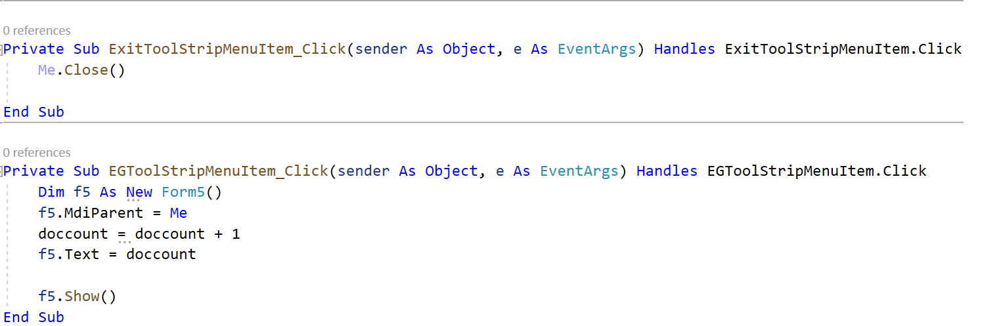 0 references
Private Sub ExitToolStripMenuItem_Click(sender As Object, e As EventArgs) Handles ExitToolStripMenuItem.Click
Me.Close()
End Sub
0 references
Private Sub EGToolStripMenuItem_Click(sender As Object, e As EventArgs) Handles EGToolStripMenuItem.Click
Dim f5 As New Form5()
f5.MdiParent = Me
doccount = doccount + 1
f5.Text = doccount
f5.Show()
End Sub